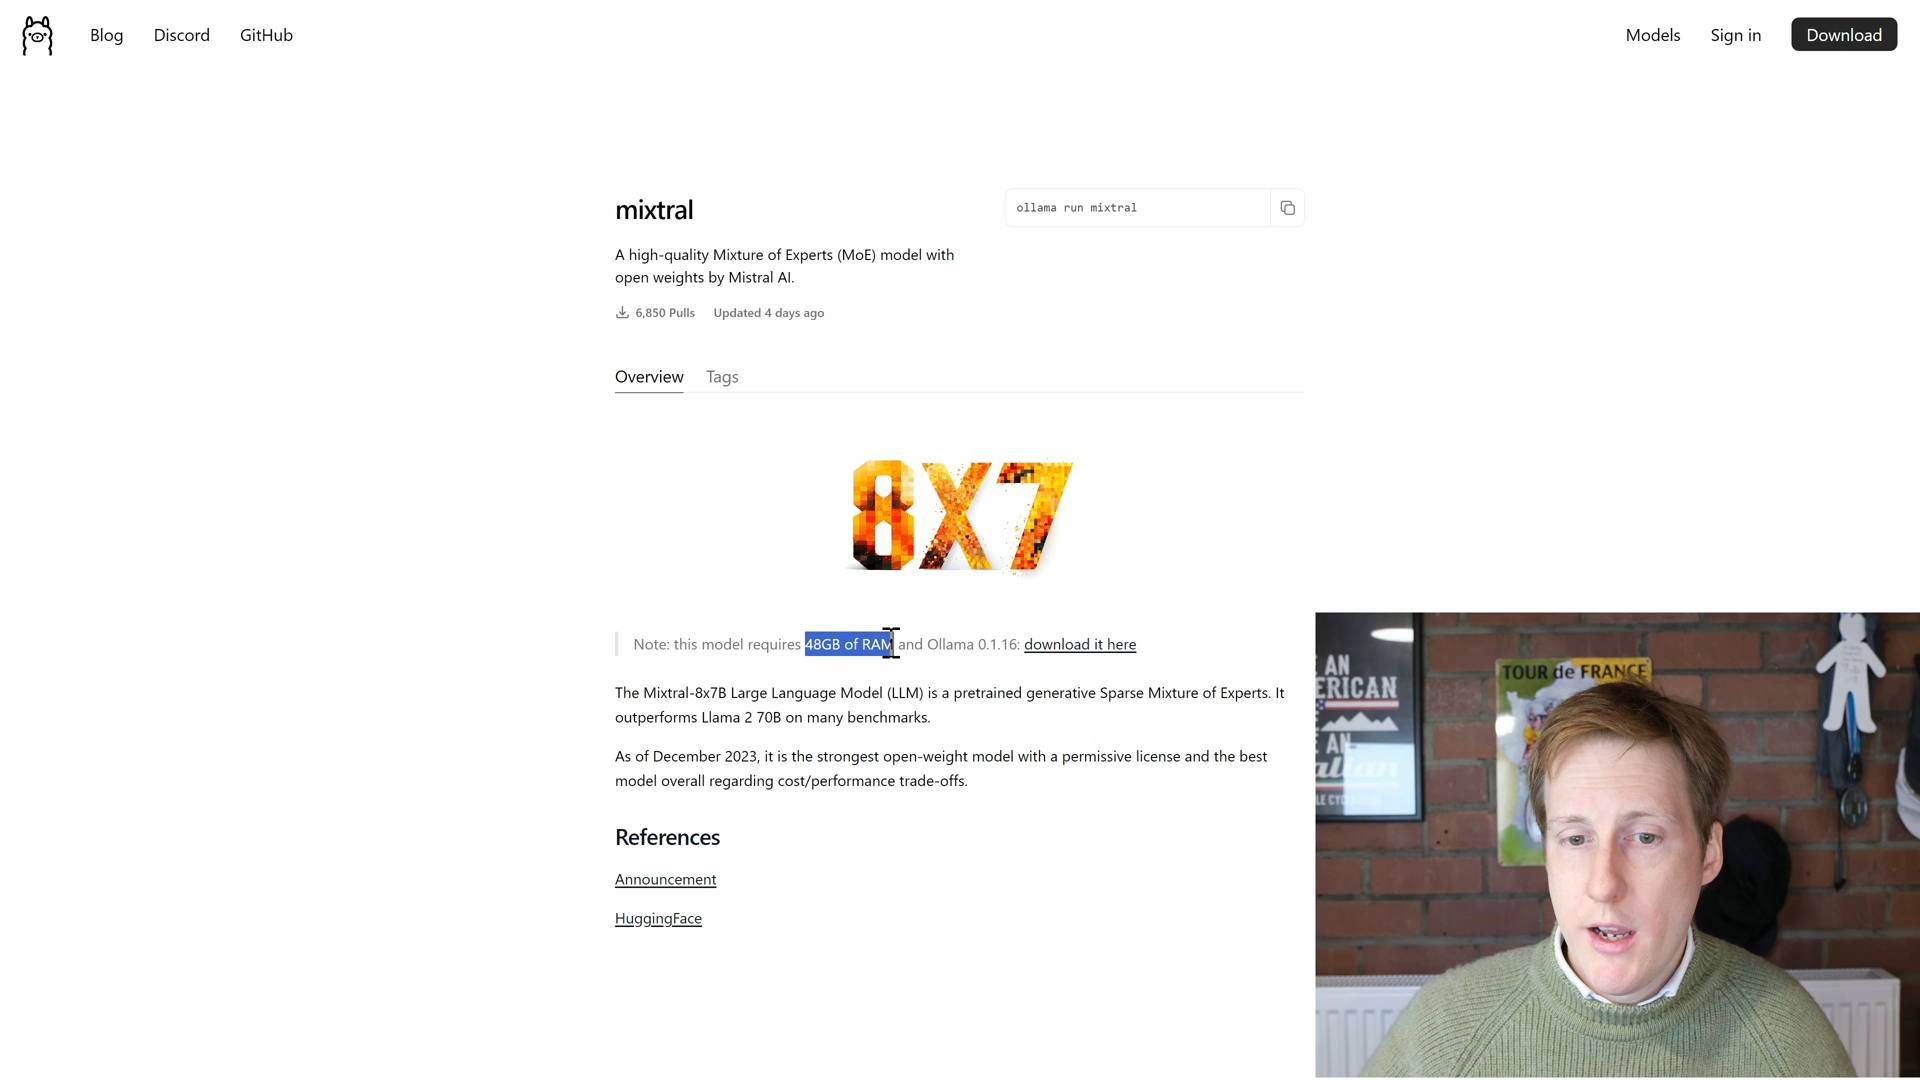 Blog Discord GitHub Models Sign in Download
mixtral
ollama run mixtral
A high-quality Mixture of Experts (MoE) model with
open weights by Mistral AI.
6,850 Pulls Updated 4 days ago
Overview Tags
8X7
Note: this model requires 48GB of RAM and Ollama 0.1.16: download it here
The Mixtral-8x7B Large Language Model (LLM) is a pretrained generative Sparse Mixture of Experts. It
outperforms Llama 2 70B on many benchmarks.
As of December 2023, it is the strongest open-weight model with a permissive license and the best
model overall regarding cost/performance trade-offs.
References
Announcement
HuggingFace
TOUR de FRANCE